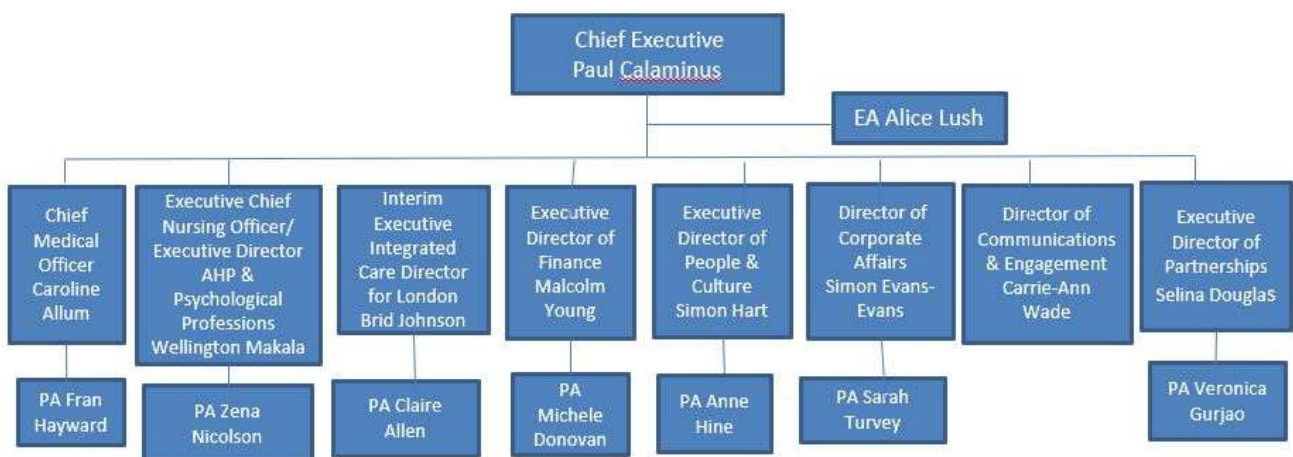 Chief Executive
Paul Calaminus
EA Alice Lush
Chief
Medical
Officer
Caroline
Allum
Executive Chief
Nursing Officer/
Executive Director
AHP &
Psychological
Professions
Wellington Makala
Interim
Executive
Integrated
Care Director
for London
Brid Johnson
Executive
Director of
Finance
Malcolm
Young
Executive
Director of
People &
Culture
Simon Hart
Director of
Corporate
Affairs
Simon Evans-
Evans
Director of
Communications
& Engagement
Carrie-Ann
Wade
Executive
Director of
Partnerships
Selina Douglas
PA Fran
Hayward
PA Zena
Nicolson
PA Claire
Allen
PA
Michele
Donovan
PA Anne
Hine
PA Sarah
Turvey
PA Veronica
Gurjao